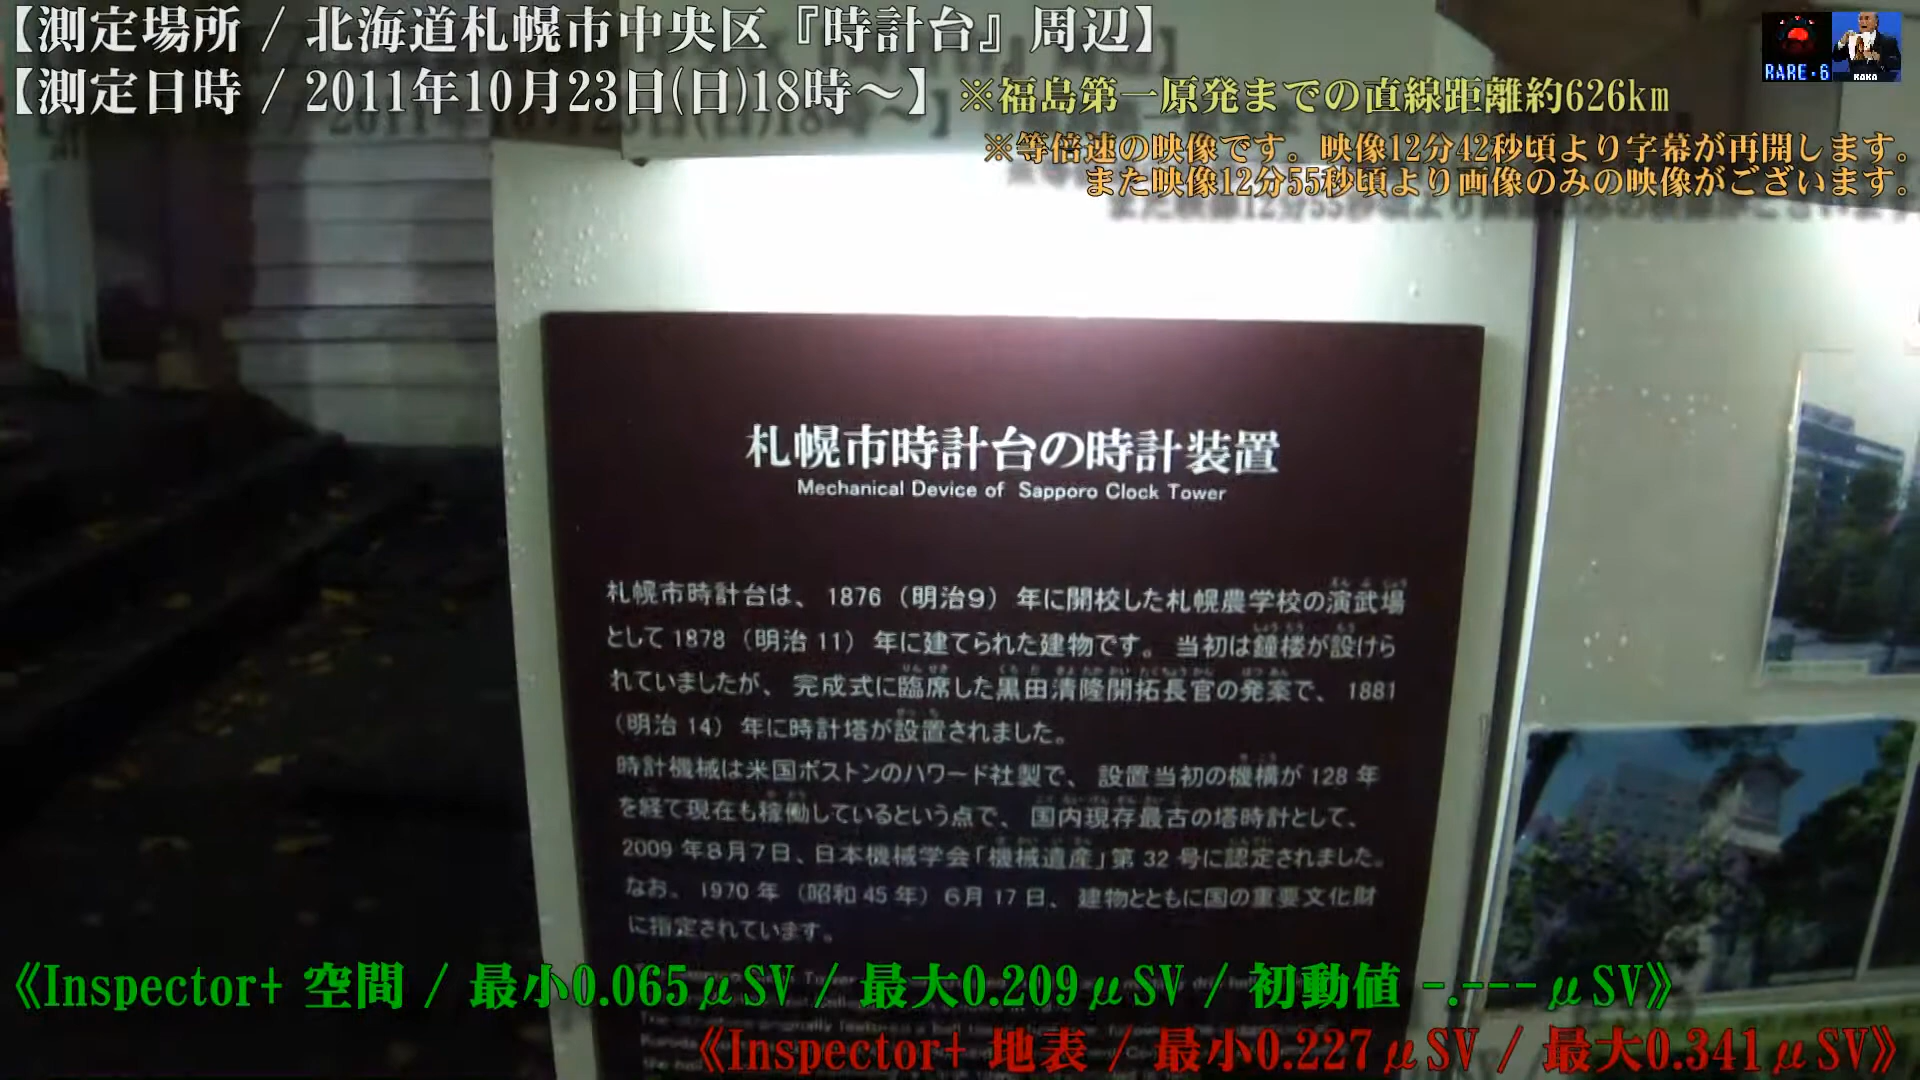 【測定場所 / 北海道札幌市中央区『時計台』周辺】
【測定日時 / 2011年10月23日(日)18時～】
※福島第一原発までの直線距離約626km
※等倍速の映像です。映像12分42秒頃より字幕が再開します。
また映像12分55秒頃より画像のみの映像がございます。
RARE・6
KAKA
札幌市時計台の時計装置
Mechanical Device of Sapporo Clock Tower
札幌市時計台は、1876（明治9）年に開校した札幌農学校の演武場
として1878（明治11）年に建てられた建物です。当初は鐘楼が設けら
れていましたが、完成式に臨席した黒田清隆開拓長官の発案で、1881
（明治14）年に時計塔が設置されました。
時計機械は米国ボストンのハワード社製で、設置当初の機構が128年
を経て現在も稼働しているという点で、国内現存最古の塔時計として、
2009年8月7日、日本機械学会「機械遺産」第32号に認定されました。
なお。1970年（昭和45年）6月17日、建物とともに国の重要文化財
に指定されています。
《Inspector+ 空間 / 最小0.065μSV / 最大0.209μSV / 初動値 -.---μSV》
《Inspector+ 地表 / 最小0.227μSV / 最大0.341μSV》